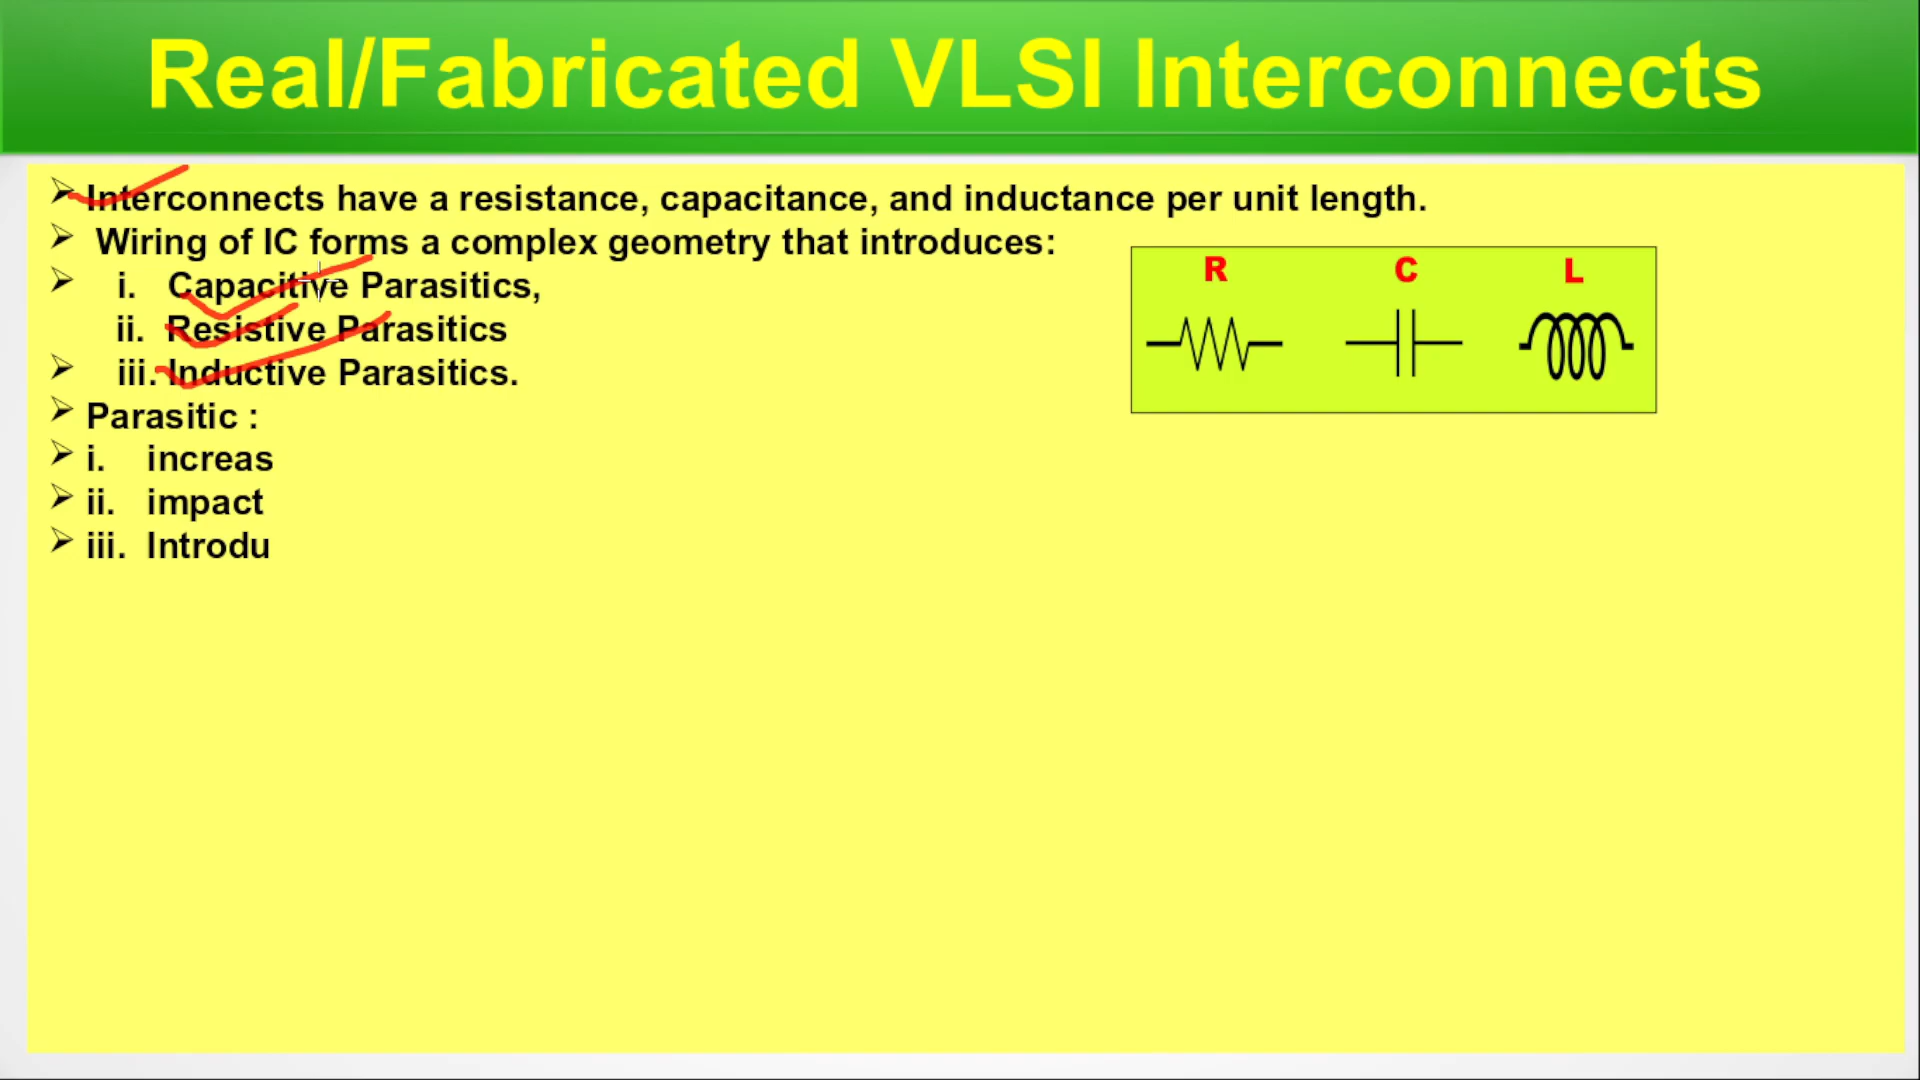 Real/Fabricated VLSI Interconnects
➢ Interconnects have a resistance, capacitance, and inductance per unit length.
➢ Wiring of IC forms a complex geometry that introduces:
➢ i. Capacitive Parasitics,
ii. Resistive Parasitics
➢ iii. Inductive Parasitics.
➢ Parasitic :
➢ i. increas
➢ ii. impact
➢ iii. Introdu
R C L